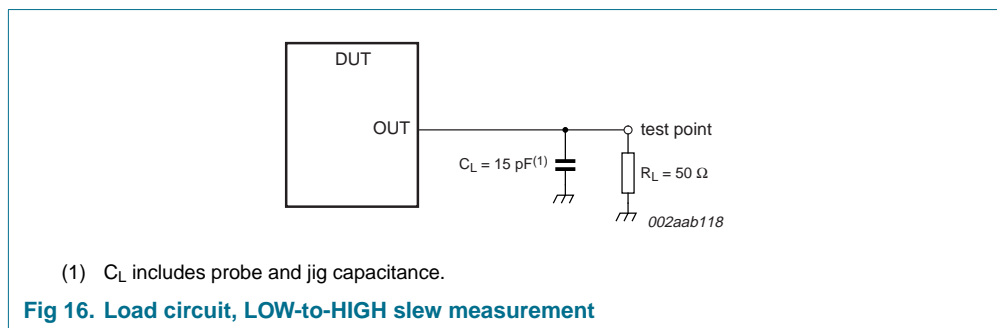 DUT
OUT
test point
C_L = 15 pF(1)
R_L = 50 Ω
002aab118
(1) C_L includes probe and jig capacitance.
Fig 16. Load circuit, LOW-to-HIGH slew measurement